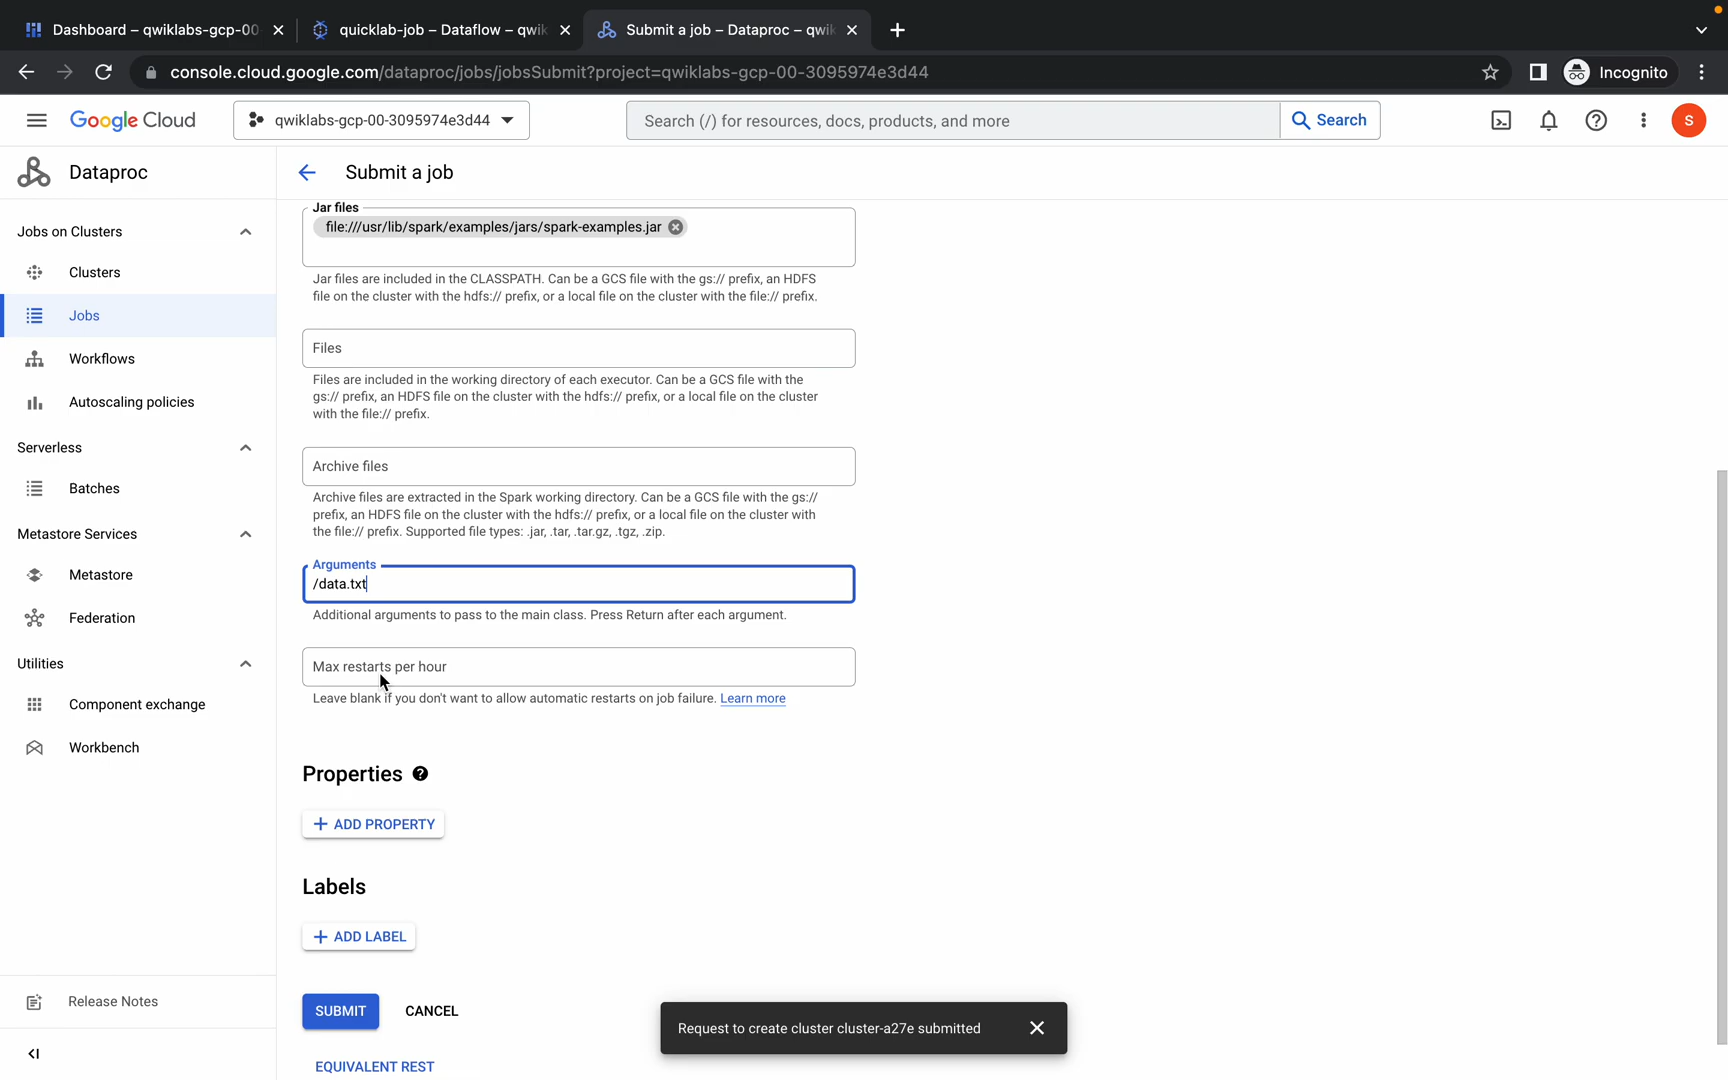 Dashboard – qwiklabs-gcp-00
quicklab-job – Dataflow – qwik
Submit a job – Dataproc – qwik
console.cloud.google.com/dataproc/jobs/jobsSubmit?project=qwiklabs-gcp-00-3095974e3d44
Incognito
Google Cloud
qwiklabs-gcp-00-3095974e3d44
Search (/) for resources, docs, products, and more
Search
S
Dataproc
Submit a job
Jobs on Clusters
Clusters
Jobs
Workflows
Autoscaling policies
Serverless
Batches
Metastore Services
Metastore
Federation
Utilities
Component exchange
Workbench
Release Notes
Jar files
file:///usr/lib/spark/examples/jars/spark-examples.jar
Jar files are included in the CLASSPATH. Can be a GCS file with the gs:// prefix, an HDFS
file on the cluster with the hdfs:// prefix, or a local file on the cluster with the file:// prefix.
Files
Files are included in the working directory of each executor. Can be a GCS file with the
gs:// prefix, an HDFS file on the cluster with the hdfs:// prefix, or a local file on the cluster
with the file:// prefix.
Archive files
Archive files are extracted in the Spark working directory. Can be a GCS file with the gs://
prefix, an HDFS file on the cluster with the hdfs:// prefix, or a local file on the cluster with
the file:// prefix. Supported file types: .jar, .tar, .tar.gz, .tgz, .zip.
Arguments
/data.txt
Additional arguments to pass to the main class. Press Return after each argument.
Max restarts per hour
Leave blank if you don't want to allow automatic restarts on job failure. Learn more
Properties
+ ADD PROPERTY
Labels
+ ADD LABEL
SUBMIT
CANCEL
EQUIVALENT REST
Request to create cluster cluster-a27e submitted